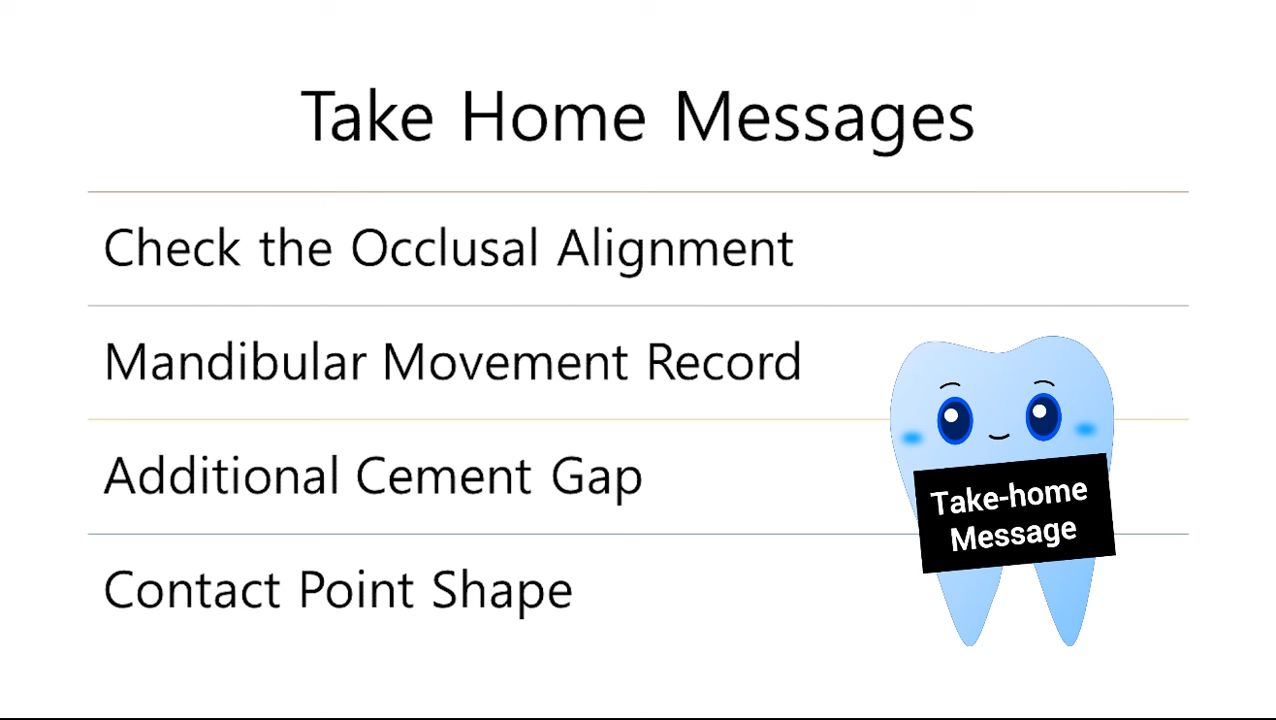 Take Home Messages
Check the Occlusal Alignment
Mandibular Movement Record
Additional Cement Gap
Contact Point Shape
Take-home
Message